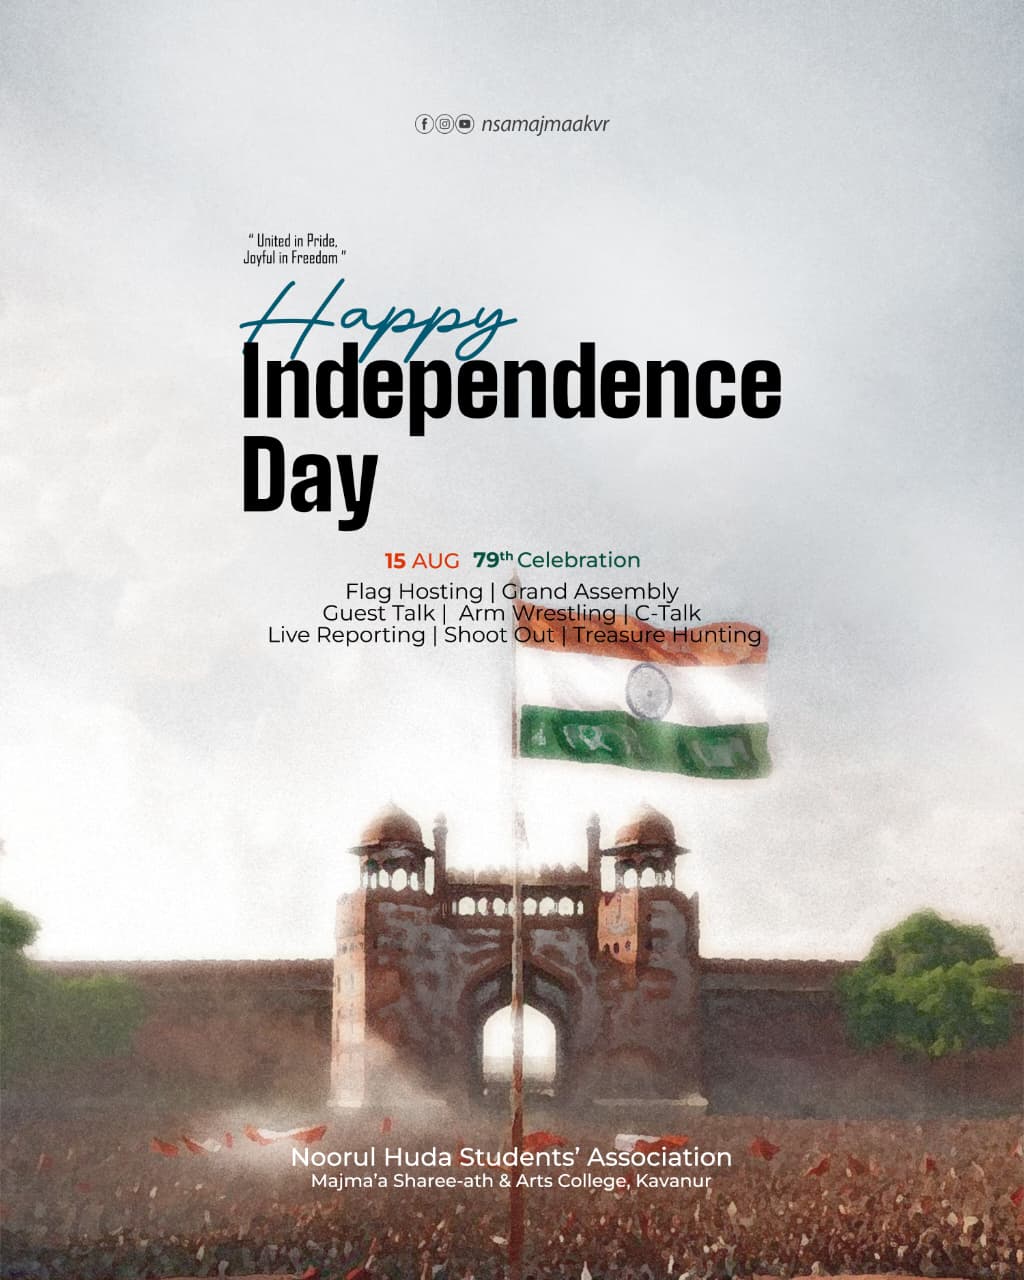 nsamajmaakvr
“ United in Pride,
Joyful in Freedom ”
Happy
Independence
Day
15 AUG 79th Celebration
Flag Hosting | Grand Assembly
Guest Talk | Arm Wrestling | C-Talk
Live Reporting | Shoot Out | Treasure Hunting
Noorul Huda Students’ Association
Majma’a Sharee-ath & Arts College, Kavanur